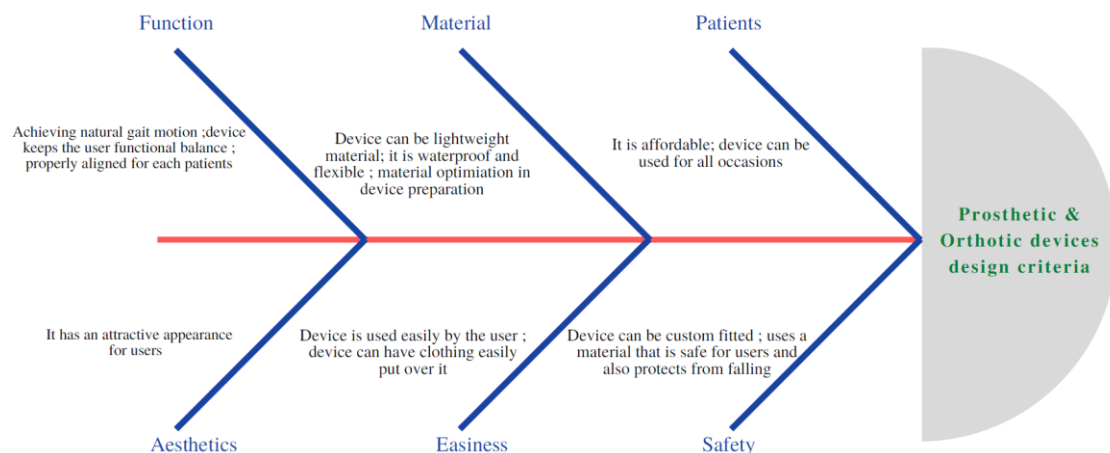 Function
Material
Patients
Achieving natural gait motion ;device
keeps the user functional balance ;
properly aligned for each patients
Device can be lightweight
material; it is waterproof and
flexible ; material optimiation in
device preparation
It is affordable; device can be
used for all occasions
Prosthetic &
Orthotic devices
design criteria
It has an attractive appearance
for users
Device is used easily by the user ;
device can have clothing easily
put over it
Device can be custom fitted ; uses a
material that is safe for users and
also protects from falling
Aesthetics
Easiness
Safety